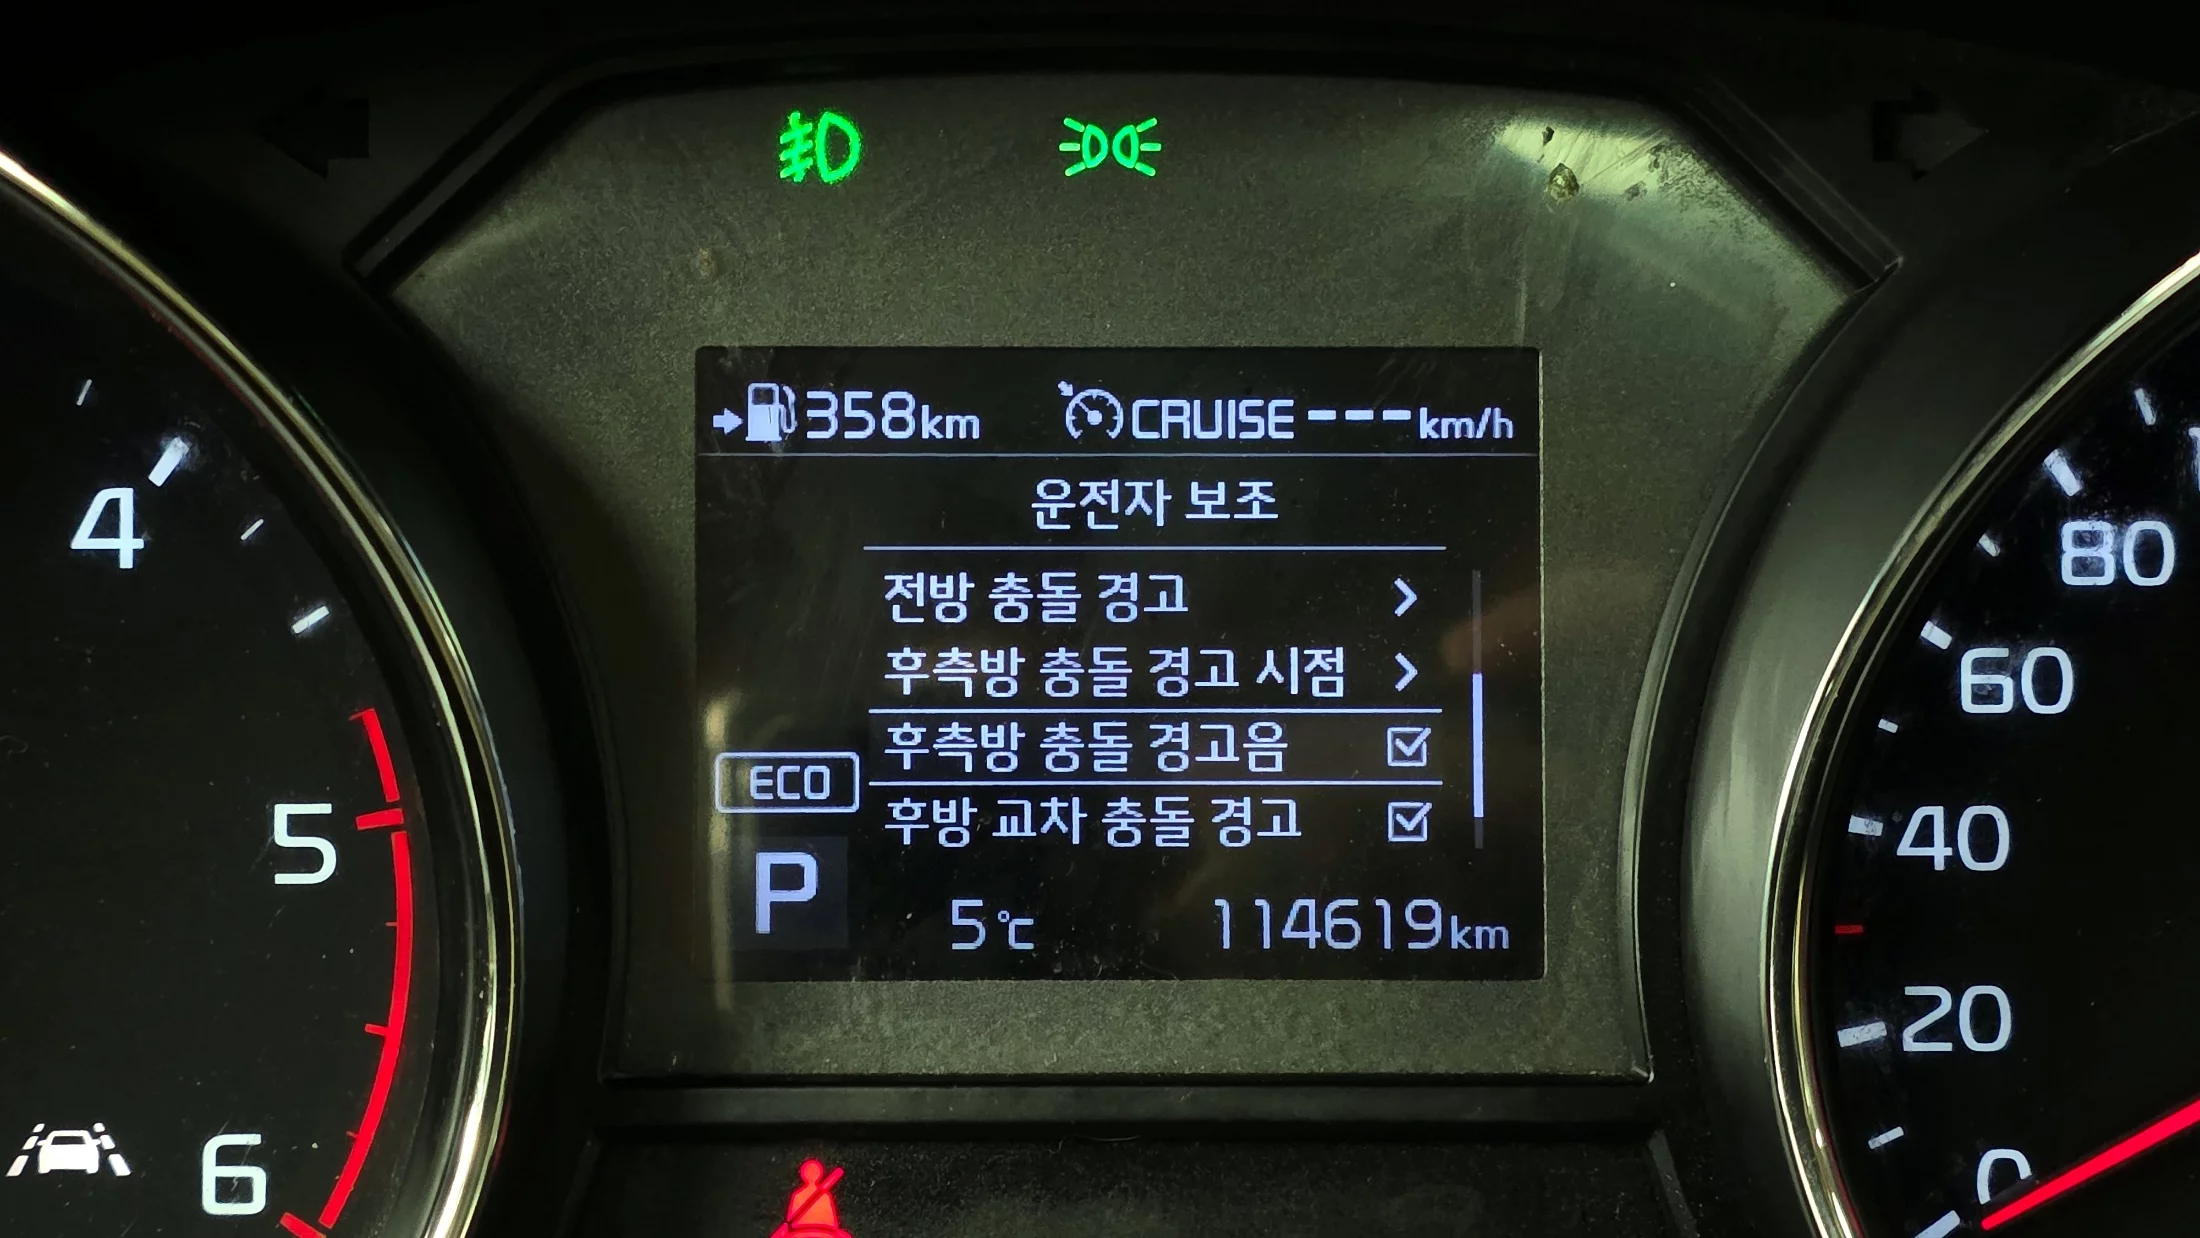 358km CRUISE ---km/h
운전자 보조
전방 충돌 경고 >
후측방 충돌 경고 시점 >
후측방 충돌 경고음
후방 교차 충돌 경고
ECO
P
5℃ 114619km
4
5
6
80
60
40
20
0